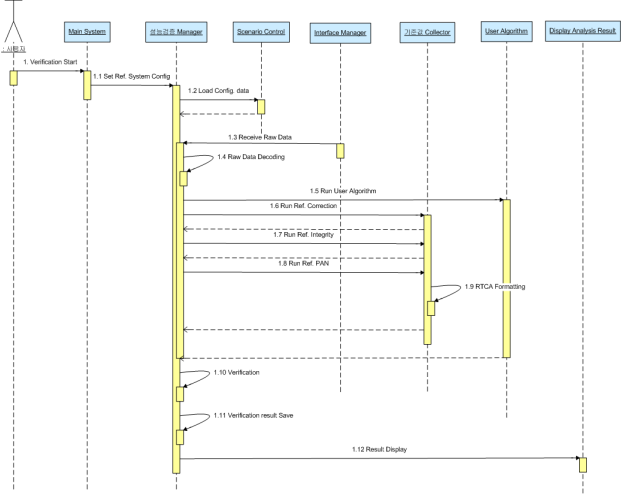 : 시험자
Main System
성능검증 Manager
Scenario Control
Interface Manager
기준값 Collector
User Algorithm
Display Analysis Result
1. Verification Start
1.1 Set Ref. System Config
1.2 Load Config. data
1.3 Receive Raw Data
1.4 Raw Data Decoding
1.5 Run User Algorithm
1.6 Run Ref. Correction
1.7 Run Ref. Integrity
1.8 Run Ref. PAN
1.9 RTCA Formatting
1.10 Verification
1.11 Verification result Save
1.12 Result Display